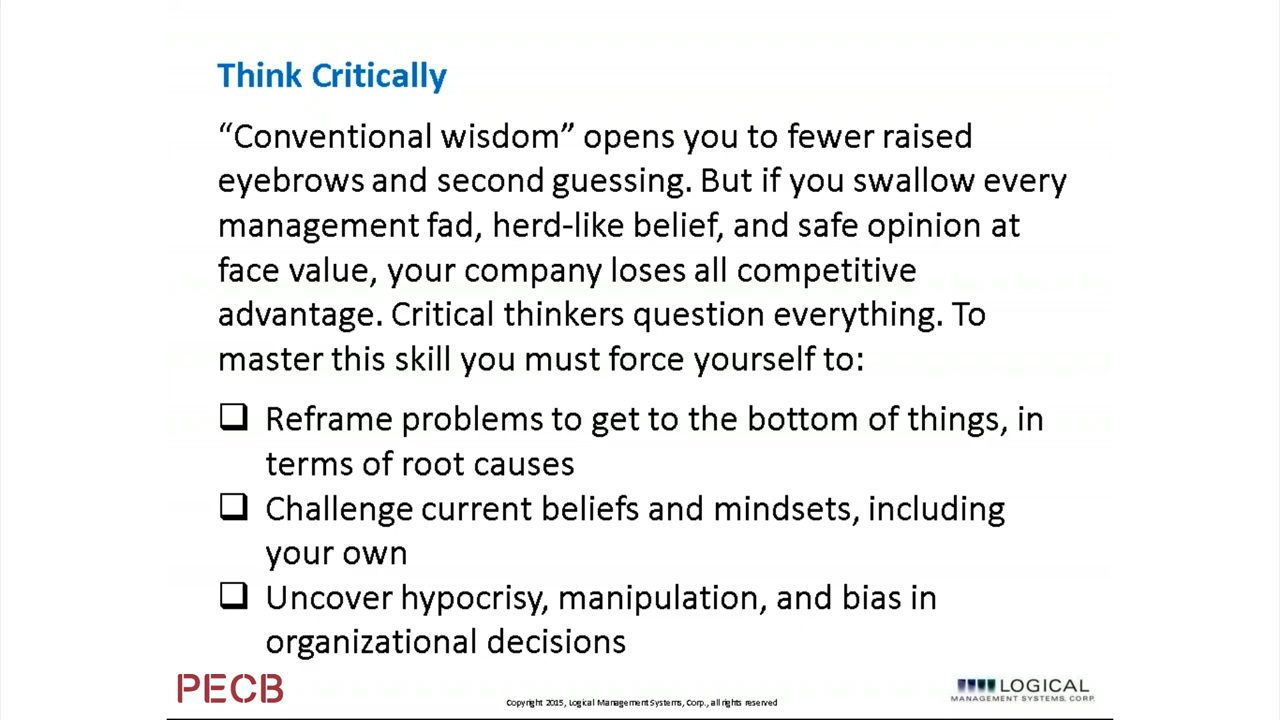 Think Critically
“Conventional wisdom” opens you to fewer raised
eyebrows and second guessing. But if you swallow every
management fad, herd-like belief, and safe opinion at
face value, your company loses all competitive
advantage. Critical thinkers question everything. To
master this skill you must force yourself to:
Reframe problems to get to the bottom of things, in
terms of root causes
Challenge current beliefs and mindsets, including
your own
Uncover hypocrisy, manipulation, and bias in
organizational decisions
PECB
Copyright 2015, Logical Management Systems, Corp., all rights reserved
LOGICAL
MANAGEMENT SYSTEMS, CORP.